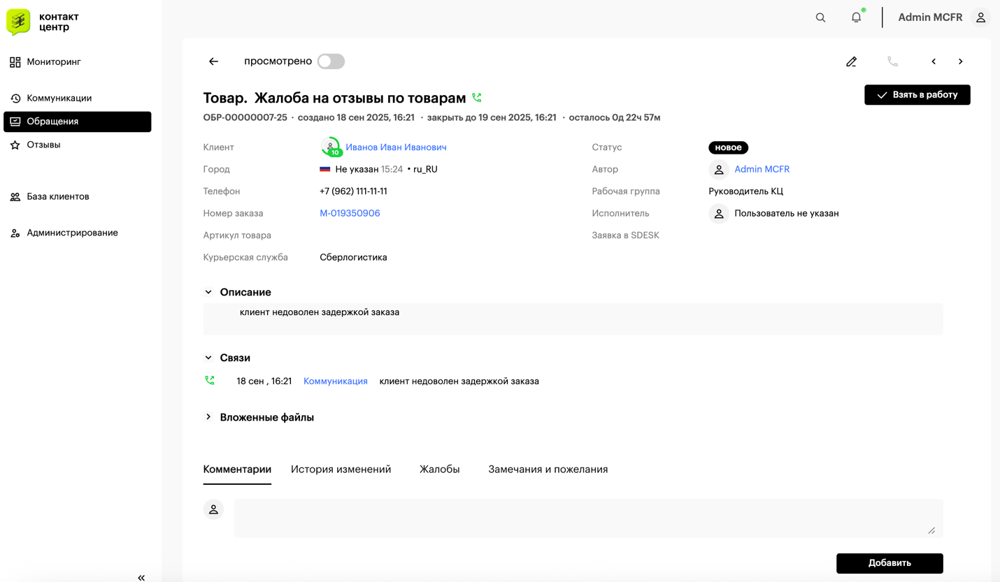 контакт
центр
Admin MCFR
Мониторинг
Коммуникации
Обращения
Отзывы
База клиентов
Администрирование
просмотрено
Товар. Жалоба на отзывы по товарам
Взять в работу
ОБР-00000007-25 · создано 18 сен 2025, 16:21 · закрыть до 19 сен 2025, 16:21 · осталось 0д 22ч 57м
Клиент 10 Иванов Иван Иванович
Город Не указан 15:24 • ru_RU
Телефон +7 (962) 111-11-11
Номер заказа М-019350906
Артикул товара
Курьерская служба Сберлогистика
Статус новое
Автор Admin MCFR
Рабочая группа Руководитель КЦ
Исполнитель Пользователь не указан
Заявка в SDESK
Описание
клиент недоволен задержкой заказа
Связи
18 сен , 16:21 Коммуникация клиент недоволен задержкой заказа
Вложенные файлы
Комментарии История изменений Жалобы Замечания и пожелания
Добавить